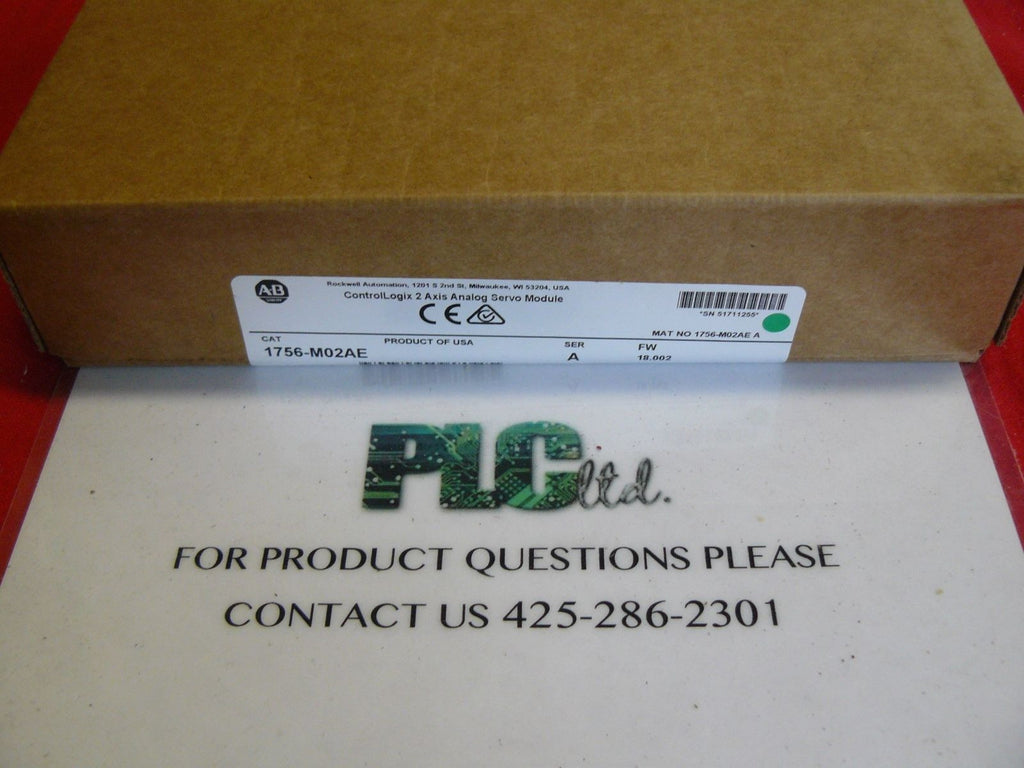 A-B
Rockwell Automation, 1201 S 2nd St, Milwaukee, WI 53204, USA
ControlLogix 2 Axis Analog Servo Module
CE
*SN 51711255*
MAT NO 1756-M02AE A
CAT
1756-M02AE
PRODUCT OF USA
SER
A
FW
18.002
PLC ltd.
FOR PRODUCT QUESTIONS PLEASE
CONTACT US 425-286-2301